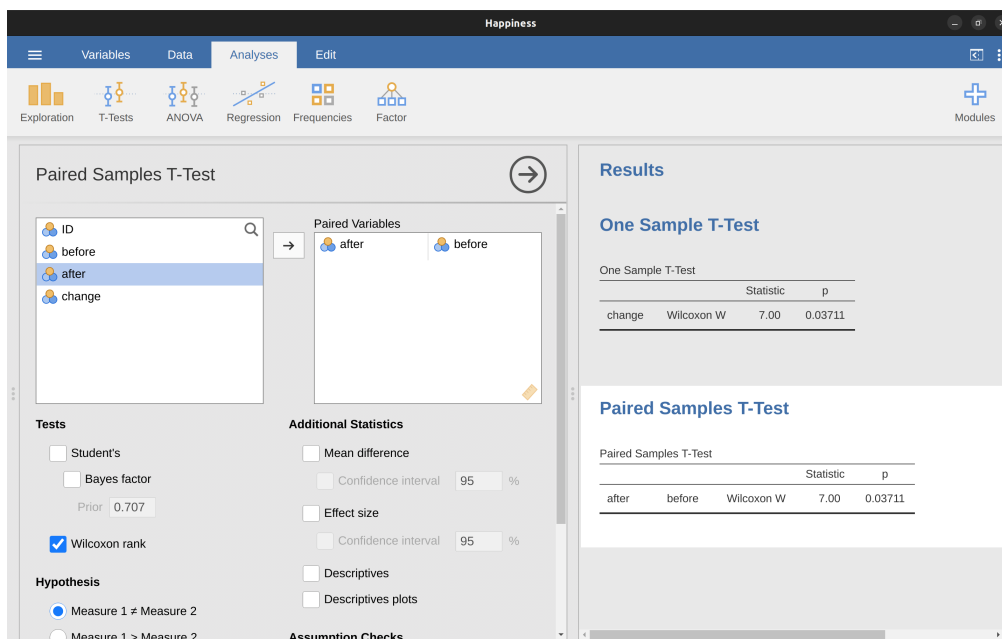 Happiness
Variables Data Analyses Edit
Exploration T-Tests ANOVA Regression Frequencies Factor Modules
Paired Samples T-Test
ID
before
after
change
Paired Variables
after before
Tests
Student's
Bayes factor
Prior 0.707
Wilcoxon rank
Hypothesis
Measure 1 ≠ Measure 2
Measure 1 > Measure 2
Additional Statistics
Mean difference
Confidence interval 95 %
Effect size
Confidence interval 95 %
Descriptives
Descriptives plots
Assumption Checks
Results
One Sample T-Test
One Sample T-Test
Statistic p
change Wilcoxon W 7.00 0.03711
Paired Samples T-Test
Paired Samples T-Test
Statistic p
after before Wilcoxon W 7.00 0.03711